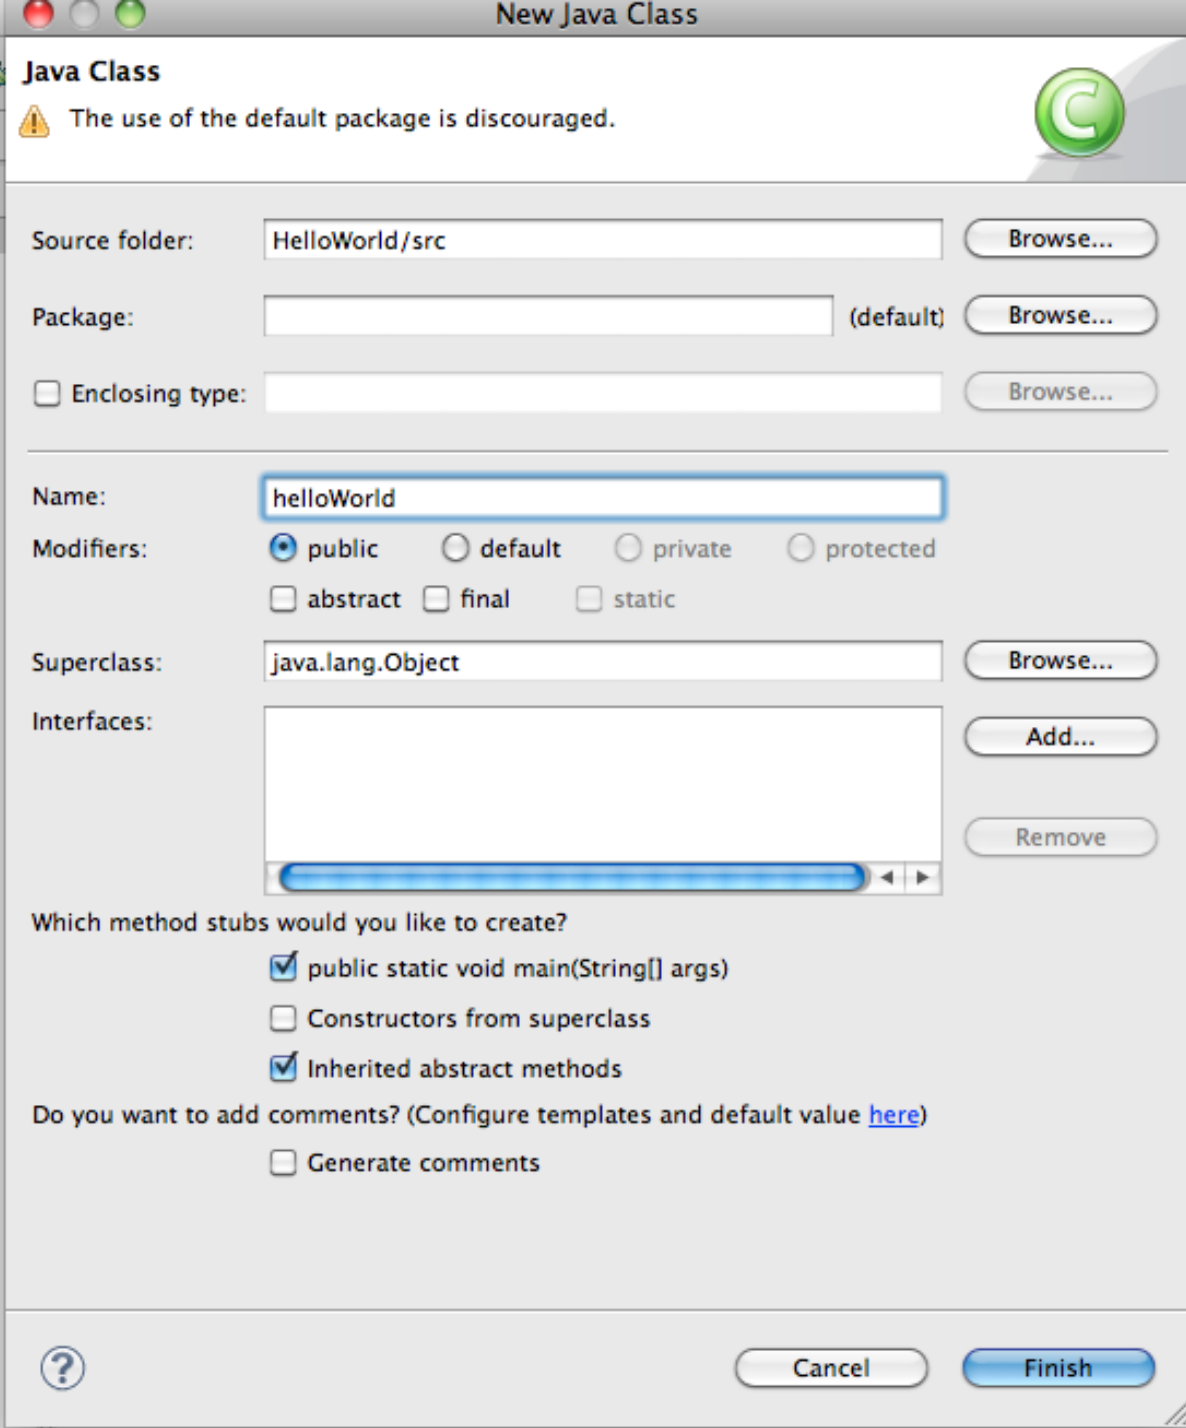 New Java Class
Java Class
The use of the default package is discouraged.
Source folder: HelloWorld/src Browse...
Package: (default) Browse...
Enclosing type: Browse...
Name: helloWorld
Modifiers: public default private protected
abstract final static
Superclass: java.lang.Object Browse...
Interfaces: Add...
Remove
Which method stubs would you like to create?
public static void main(String[] args)
Constructors from superclass
Inherited abstract methods
Do you want to add comments? (Configure templates and default value here)
Generate comments
? Cancel Finish